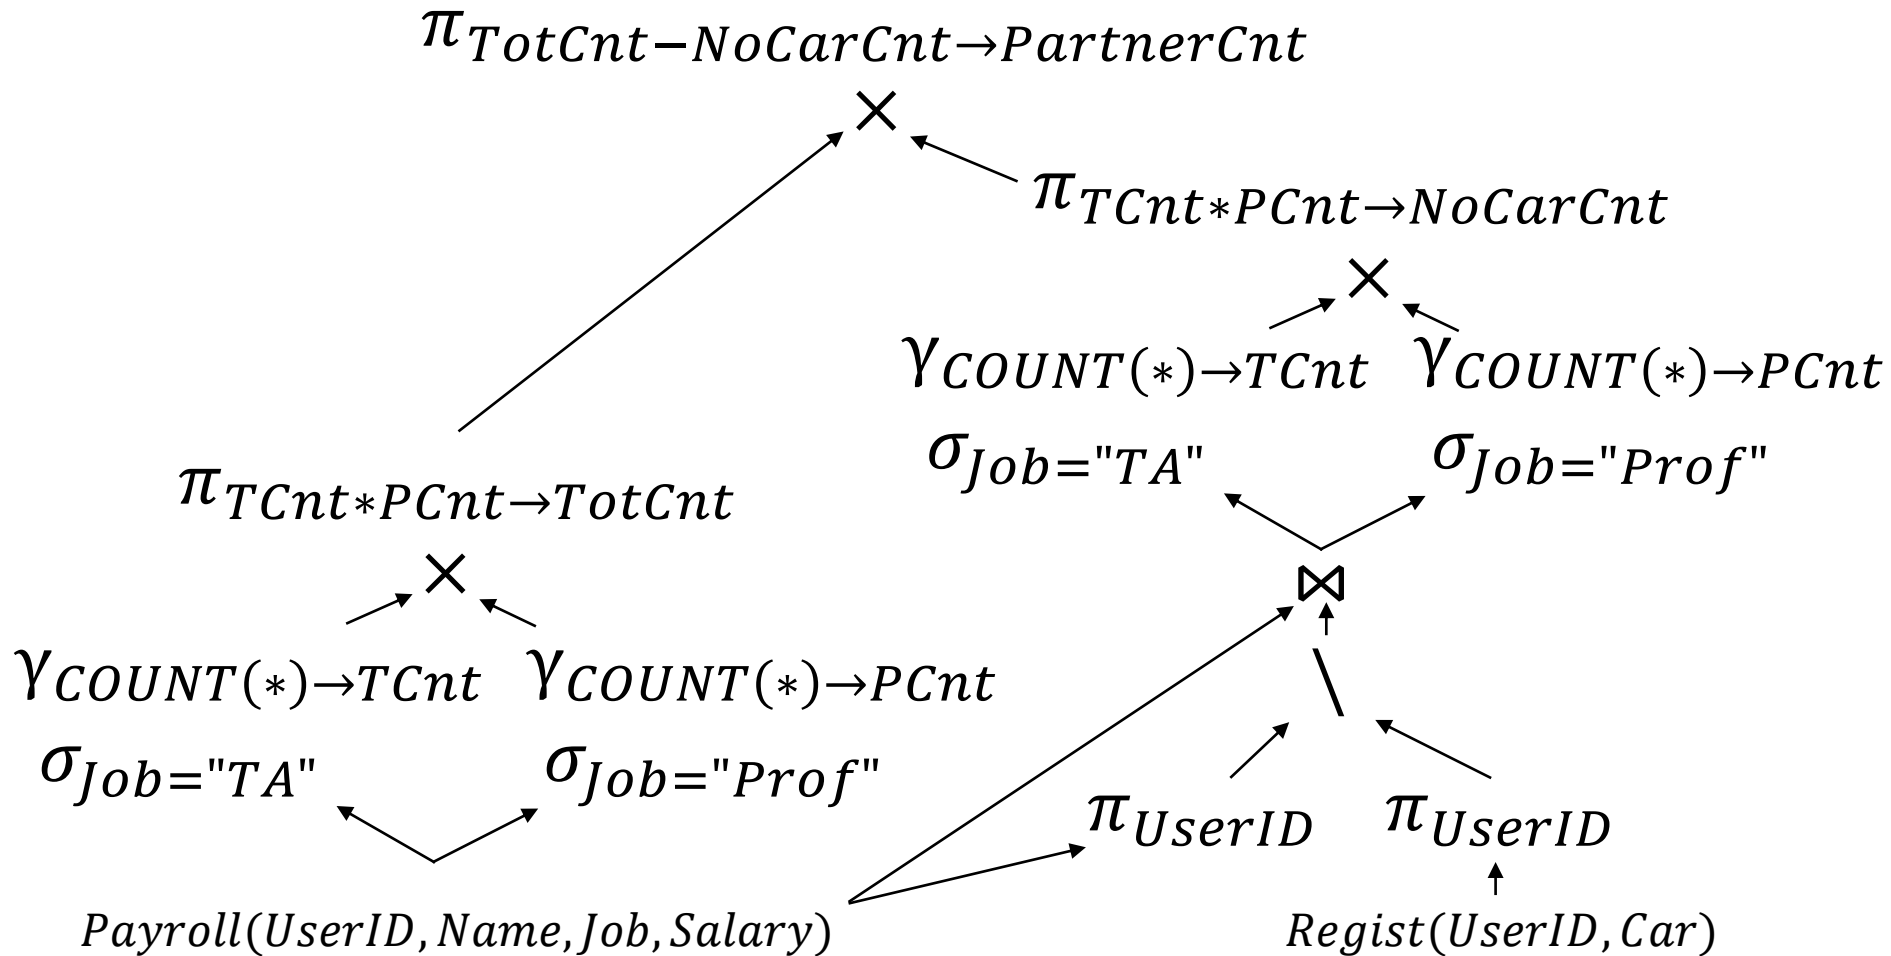 π_{TotCnt−NoCarCnt→PartnerCnt}
×
π_{TCnt∗PCnt→NoCarCnt}
×
γ_{COUNT(∗)→TCnt} γ_{COUNT(∗)→PCnt}
σ_{Job="TA"} σ_{Job="Prof"}
π_{TCnt∗PCnt→TotCnt}
×
⋈
γ_{COUNT(∗)→TCnt} γ_{COUNT(∗)→PCnt}
\
σ_{Job="TA"} σ_{Job="Prof"}
π_{UserID} π_{UserID}
Payroll(UserID, Name, Job, Salary) Regist(UserID, Car)